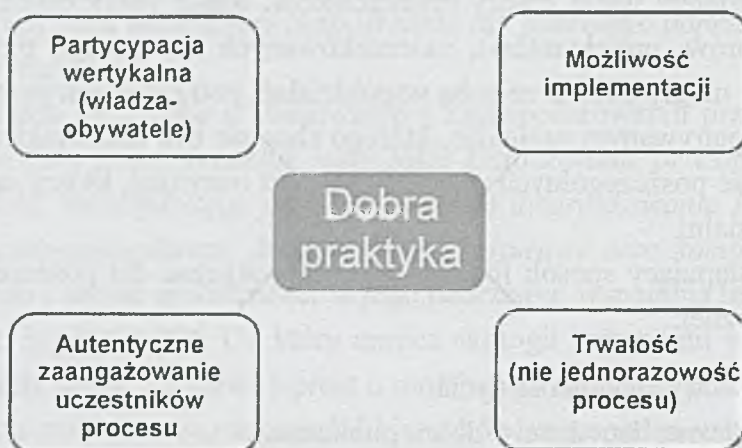 Partycypacja
wertykalna
(władza-
obywatele)
Możliwość
implementacji
Dobra
praktyka
Autentyczne
zaangażowanie
uczestników
procesu
Trwałość
(nie jednorazowość
procesu)